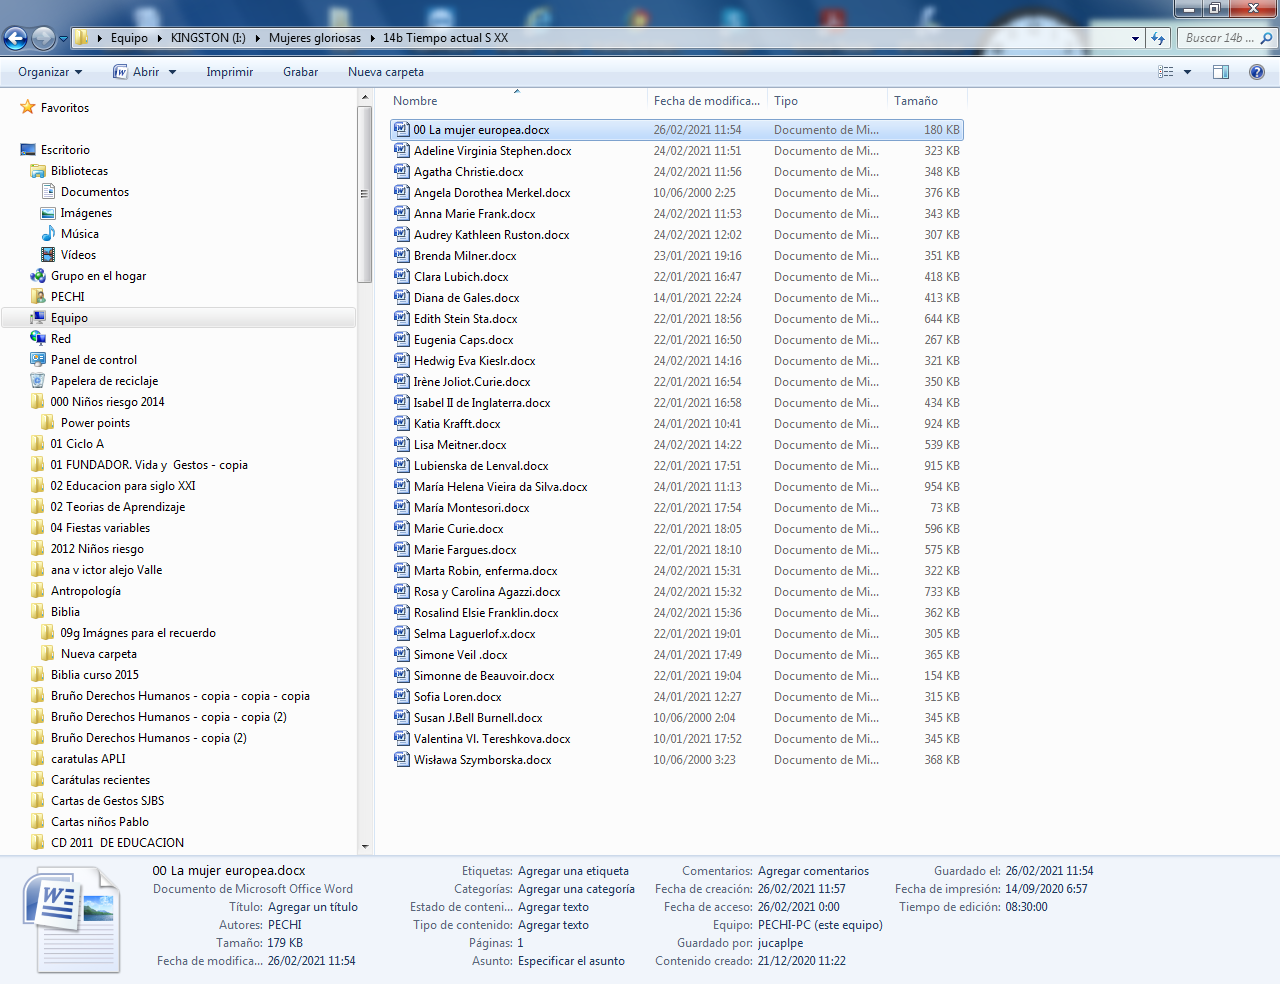 Equipo KINGSTON (I:) Mujeres gloriosas 14b Tiempo actual S XX
Buscar 14b ...
Organizar Abrir Imprimir Grabar Nueva carpeta
Favoritos
Escritorio
Bibliotecas
Documentos
Imágenes
Música
Vídeos
Grupo en el hogar
PECHI
Equipo
Red
Panel de control
Papelera de reciclaje
000 Niños riesgo 2014
Power points
01 Ciclo A
01 FUNDADOR. Vida y  Gestos - copia
02 Educacion para siglo XXI
02 Teorias de Aprendizaje
04 Fiestas variables
2012 Niños riesgo
ana v ictor alejo Valle
Antropología
Biblia
09g Imágnes para el recuerdo
Nueva carpeta
Biblia curso 2015
Bruño Derechos Humanos - copia - copia - copia
Bruño Derechos Humanos - copia - copia (2)
Bruño Derechos Humanos - copia (2)
caratulas APLI
Carátulas recientes
Cartas de Gestos SJBS
Cartas niños Pablo
CD 2011  DE EDUCACION
Nombre Fecha de modifica... Tipo Tamaño
00 La mujer europea.docx 26/02/2021 11:54 Documento de Mi... 180 KB
Adeline Virginia Stephen.docx 24/02/2021 11:51 Documento de Mi... 323 KB
Agatha Christie.docx 24/02/2021 11:56 Documento de Mi... 348 KB
Angela Dorothea Merkel.docx 10/06/2000 2:25 Documento de Mi... 376 KB
Anna Marie Frank.docx 24/02/2021 11:53 Documento de Mi... 343 KB
Audrey Kathleen Ruston.docx 24/02/2021 12:02 Documento de Mi... 307 KB
Brenda Milner.docx 23/01/2021 19:16 Documento de Mi... 351 KB
Clara Lubich.docx 22/01/2021 16:47 Documento de Mi... 418 KB
Diana de Gales.docx 14/01/2021 22:24 Documento de Mi... 413 KB
Edith Stein Sta.docx 22/01/2021 18:56 Documento de Mi... 644 KB
Eugenia Caps.docx 22/01/2021 16:50 Documento de Mi... 267 KB
Hedwig Eva Kieslr.docx 24/02/2021 14:16 Documento de Mi... 321 KB
Irène Joliot.Curie.docx 22/01/2021 16:54 Documento de Mi... 350 KB
Isabel II de Inglaterra.docx 22/01/2021 16:58 Documento de Mi... 434 KB
Katia Krafft.docx 24/01/2021 10:41 Documento de Mi... 924 KB
Lisa Meitner.docx 24/02/2021 14:22 Documento de Mi... 539 KB
Lubienska de Lenval.docx 22/01/2021 17:51 Documento de Mi... 915 KB
María Helena Vieira da Silva.docx 24/01/2021 11:13 Documento de Mi... 954 KB
María Montesori.docx 22/01/2021 17:54 Documento de Mi... 73 KB
Marie Curie.docx 22/01/2021 18:05 Documento de Mi... 596 KB
Marie Fargues.docx 22/01/2021 18:10 Documento de Mi... 575 KB
Marta Robin, enferma.docx 24/02/2021 15:31 Documento de Mi... 322 KB
Rosa y Carolina Agazzi.docx 24/02/2021 15:32 Documento de Mi... 733 KB
Rosalind Elsie Franklin.docx 24/02/2021 15:36 Documento de Mi... 362 KB
Selma Laguerlof.x.docx 22/01/2021 19:01 Documento de Mi... 305 KB
Simone Veil .docx 24/01/2021 17:49 Documento de Mi... 365 KB
Simonne de Beauvoir.docx 22/01/2021 19:04 Documento de Mi... 154 KB
Sofia Loren.docx 24/01/2021 12:27 Documento de Mi... 315 KB
Susan J.Bell Burnell.docx 10/06/2000 2:04 Documento de Mi... 345 KB
Valentina Vl. Tereshkova.docx 10/01/2021 17:52 Documento de Mi... 345 KB
Wisława Szymborska.docx 10/06/2000 3:23 Documento de Mi... 368 KB
00 La mujer europea.docx
Documento de Microsoft Office Word
Título: Agregar un título
Autores: PECHI
Tamaño: 179 KB
Fecha de modifica... 26/02/2021 11:54
Etiquetas: Agregar una etiqueta
Categorías: Agregar una categoría
Estado de conteni... Agregar texto
Tipo de contenido: Agregar texto
Páginas: 1
Asunto: Especificar el asunto
Comentarios: Agregar comentarios
Fecha de creación: 26/02/2021 11:57
Fecha de acceso: 26/02/2021 0:00
Equipo: PECHI-PC (este equipo)
Guardado por: jucaplpe
Contenido creado: 21/12/2020 11:22
Guardado el: 26/02/2021 11:54
Fecha de impresión: 14/09/2020 6:57
Tiempo de edición: 08:30:00